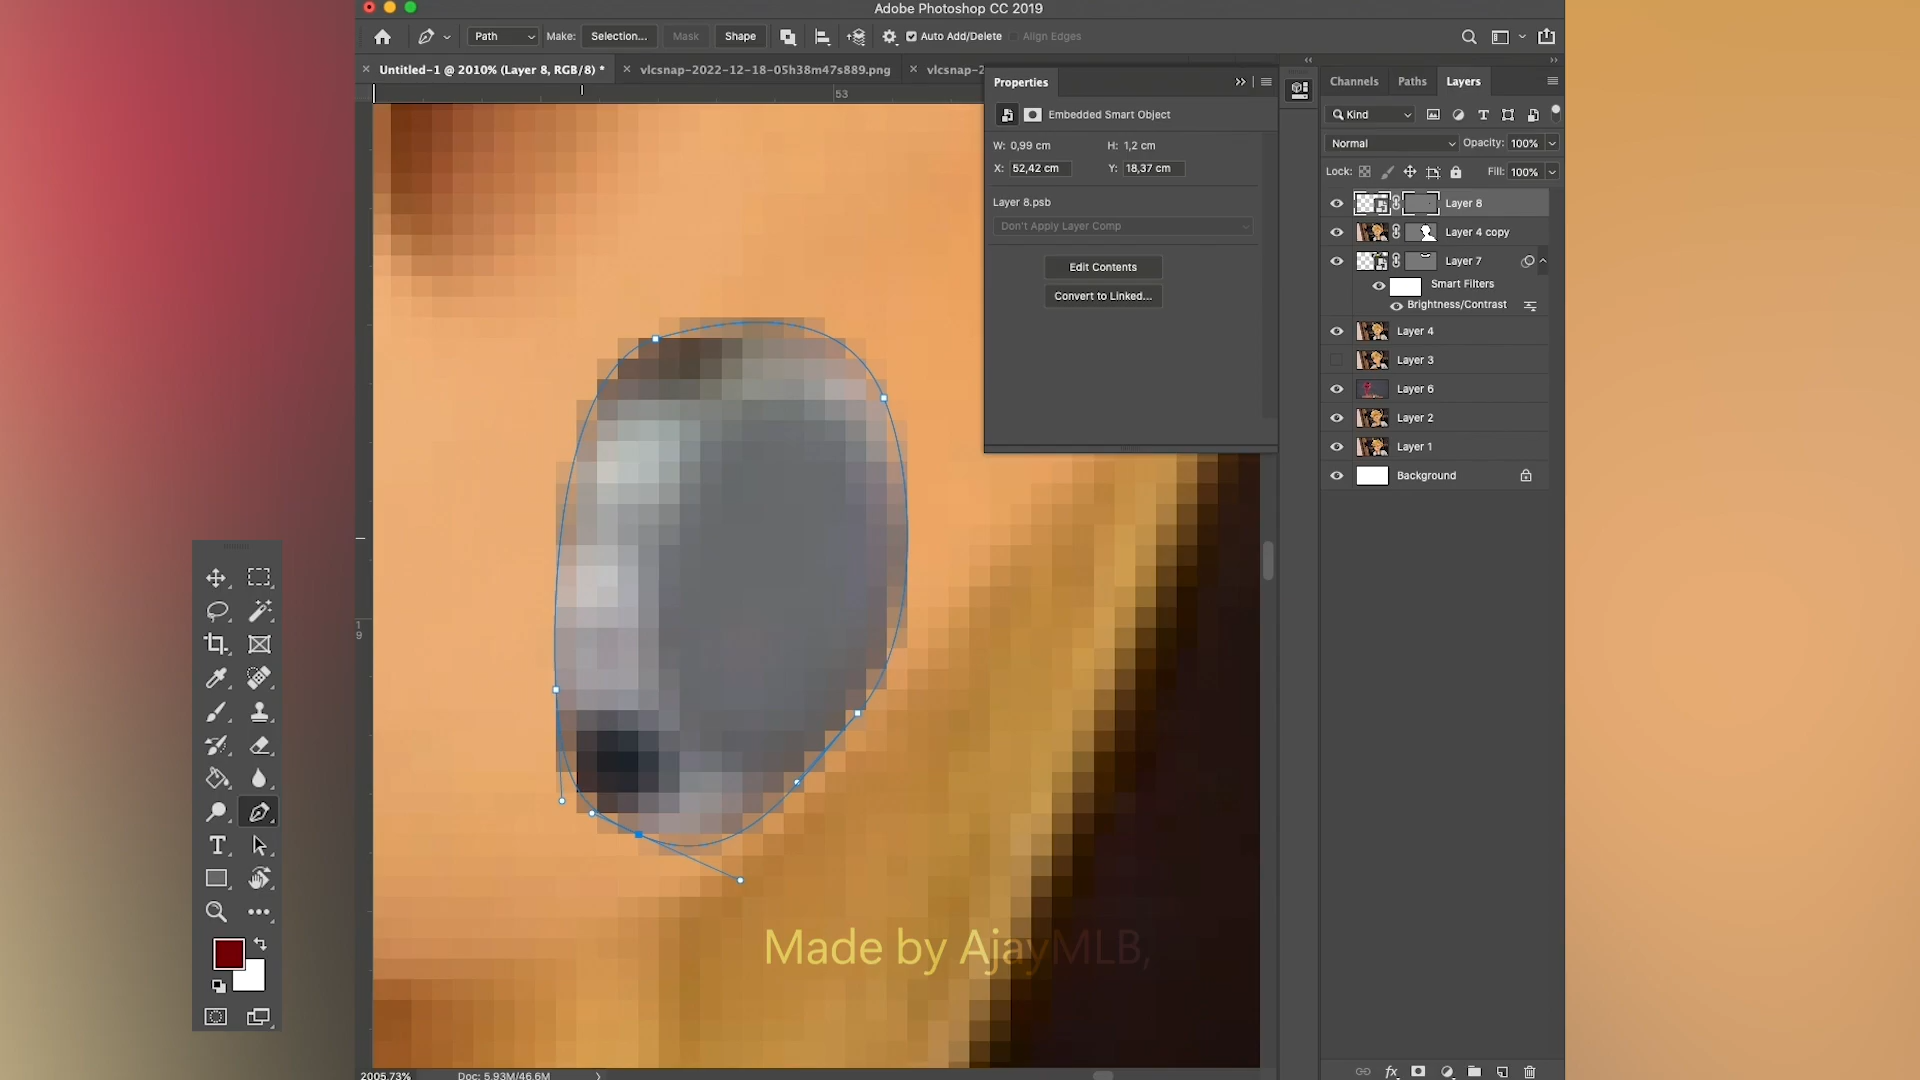 Adobe Photoshop CC 2019
Path Make: Selection... Mask Shape Auto Add/Delete Align Edges
Untitled-1 @ 2010% (Layer 8, RGB/8) * vlcsnap-2022-12-18-05h38m47s889.png vlcsnap-2
53
Properties
Embedded Smart Object
W: 0,99 cm H: 1,2 cm
X: 52,42 cm Y: 18,37 cm
Layer 8.psb
Don't Apply Layer Comp
Edit Contents
Convert to Linked...
Channels Paths Layers
Kind
Normal Opacity: 100%
Lock: Fill: 100%
Layer 8
Layer 4 copy
Layer 7
Smart Filters
Brightness/Contrast
Layer 4
Layer 3
Layer 6
Layer 2
Layer 1
Background
1
9
Made by AjayMLB,
2005.73% Doc: 5.93M/46.6M